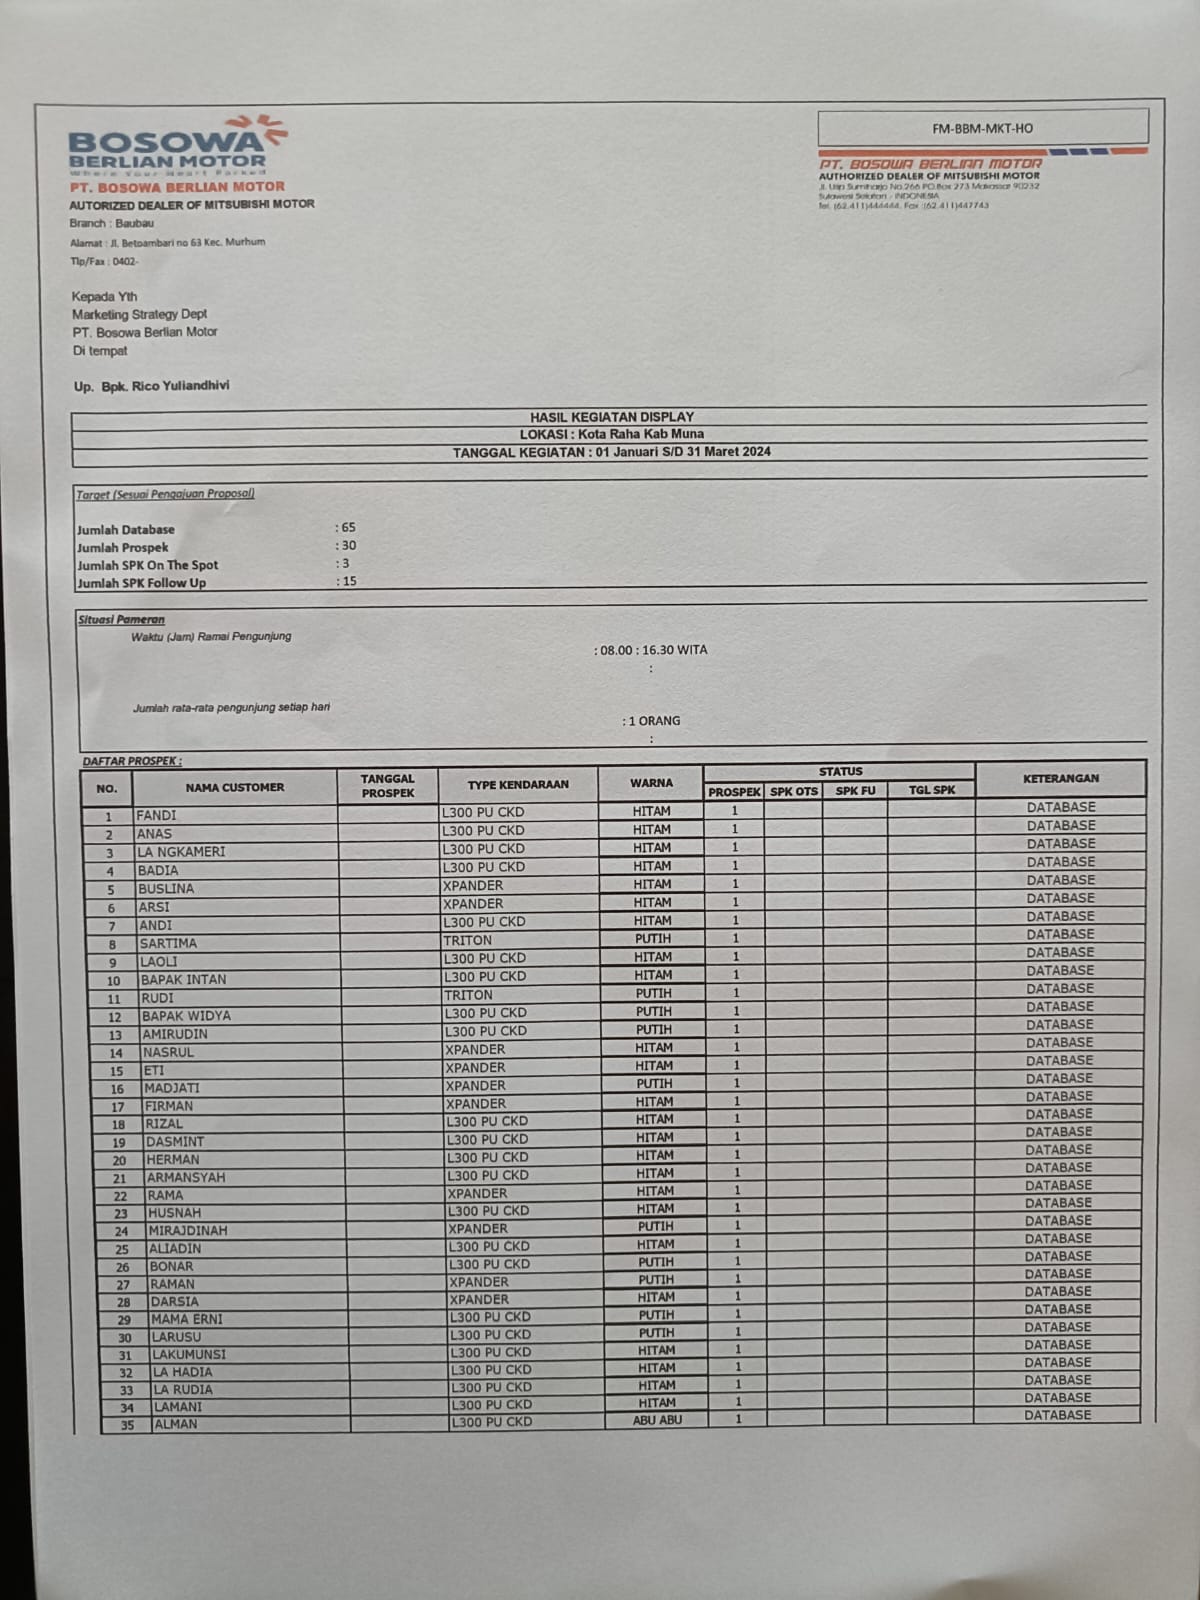 BOSOWA
BERLIAN MOTOR
Where Your Heart Parked
PT. BOSOWA BERLIAN MOTOR
AUTORIZED DEALER OF MITSUBISHI MOTOR
Branch : Baubau
Alamat : Jl. Betoambari no 63 Kec. Murhum
Tlp/Fax : 0402-
FM-BBM-MKT-HO
PT. BOSOWA BERLIAN MOTOR
AUTHORIZED DEALER OF MITSUBISHI MOTOR
Jl. Urip Sumiharjo No.266 PO.Box 273 Makassar 90232
Sulawesi Selatan - INDONESIA
Tel. (62.411)444444, Fax :(62.411)447743
Kepada Yth
Marketing Strategy Dept
PT. Bosowa Berlian Motor
Di tempat
Up. Bpk. Rico Yuliandhivi
HASIL KEGIATAN DISPLAY
LOKASI : Kota Raha Kab Muna
TANGGAL KEGIATAN : 01 Januari S/D 31 Maret 2024
Target (Sesuai Pengajuan Proposal)
Jumlah Database : 65
Jumlah Prospek : 30
Jumlah SPK On The Spot : 3
Jumlah SPK Follow Up : 15
Situasi Pameran
Waktu (Jam) Ramai Pengunjung
: 08.00 : 16.30 WITA
:
Jumlah rata-rata pengunjung setiap hari
: 1 ORANG
:
DAFTAR PROSPEK :
NO. NAMA CUSTOMER TANGGAL PROSPEK TYPE KENDARAAN WARNA STATUS KETERANGAN
PROSPEK SPK OTS SPK FU TGL SPK
1 FANDI L300 PU CKD HITAM 1 DATABASE
2 ANAS L300 PU CKD HITAM 1 DATABASE
3 LA NGKAMERI L300 PU CKD HITAM 1 DATABASE
4 BADIA L300 PU CKD HITAM 1 DATABASE
5 BUSLINA XPANDER HITAM 1 DATABASE
6 ARSI XPANDER HITAM 1 DATABASE
7 ANDI L300 PU CKD HITAM 1 DATABASE
8 SARTIMA TRITON PUTIH 1 DATABASE
9 LAOLI L300 PU CKD HITAM 1 DATABASE
10 BAPAK INTAN L300 PU CKD HITAM 1 DATABASE
11 RUDI TRITON PUTIH 1 DATABASE
12 BAPAK WIDYA L300 PU CKD PUTIH 1 DATABASE
13 AMIRUDIN L300 PU CKD PUTIH 1 DATABASE
14 NASRUL XPANDER HITAM 1 DATABASE
15 ETI XPANDER HITAM 1 DATABASE
16 MADJATI XPANDER PUTIH 1 DATABASE
17 FIRMAN XPANDER HITAM 1 DATABASE
18 RIZAL L300 PU CKD HITAM 1 DATABASE
19 DASMINT L300 PU CKD HITAM 1 DATABASE
20 HERMAN L300 PU CKD HITAM 1 DATABASE
21 ARMANSYAH L300 PU CKD HITAM 1 DATABASE
22 RAMA XPANDER HITAM 1 DATABASE
23 HUSNAH L300 PU CKD HITAM 1 DATABASE
24 MIRAJDINAH XPANDER PUTIH 1 DATABASE
25 ALIADIN L300 PU CKD HITAM 1 DATABASE
26 BONAR L300 PU CKD PUTIH 1 DATABASE
27 RAMAN XPANDER PUTIH 1 DATABASE
28 DARSIA XPANDER HITAM 1 DATABASE
29 MAMA ERNI L300 PU CKD PUTIH 1 DATABASE
30 LARUSU L300 PU CKD PUTIH 1 DATABASE
31 LAKUMUNSI L300 PU CKD HITAM 1 DATABASE
32 LA HADIA L300 PU CKD HITAM 1 DATABASE
33 LA RUDIA L300 PU CKD HITAM 1 DATABASE
34 LAMANI L300 PU CKD HITAM 1 DATABASE
35 ALMAN L300 PU CKD ABU ABU 1 DATABASE